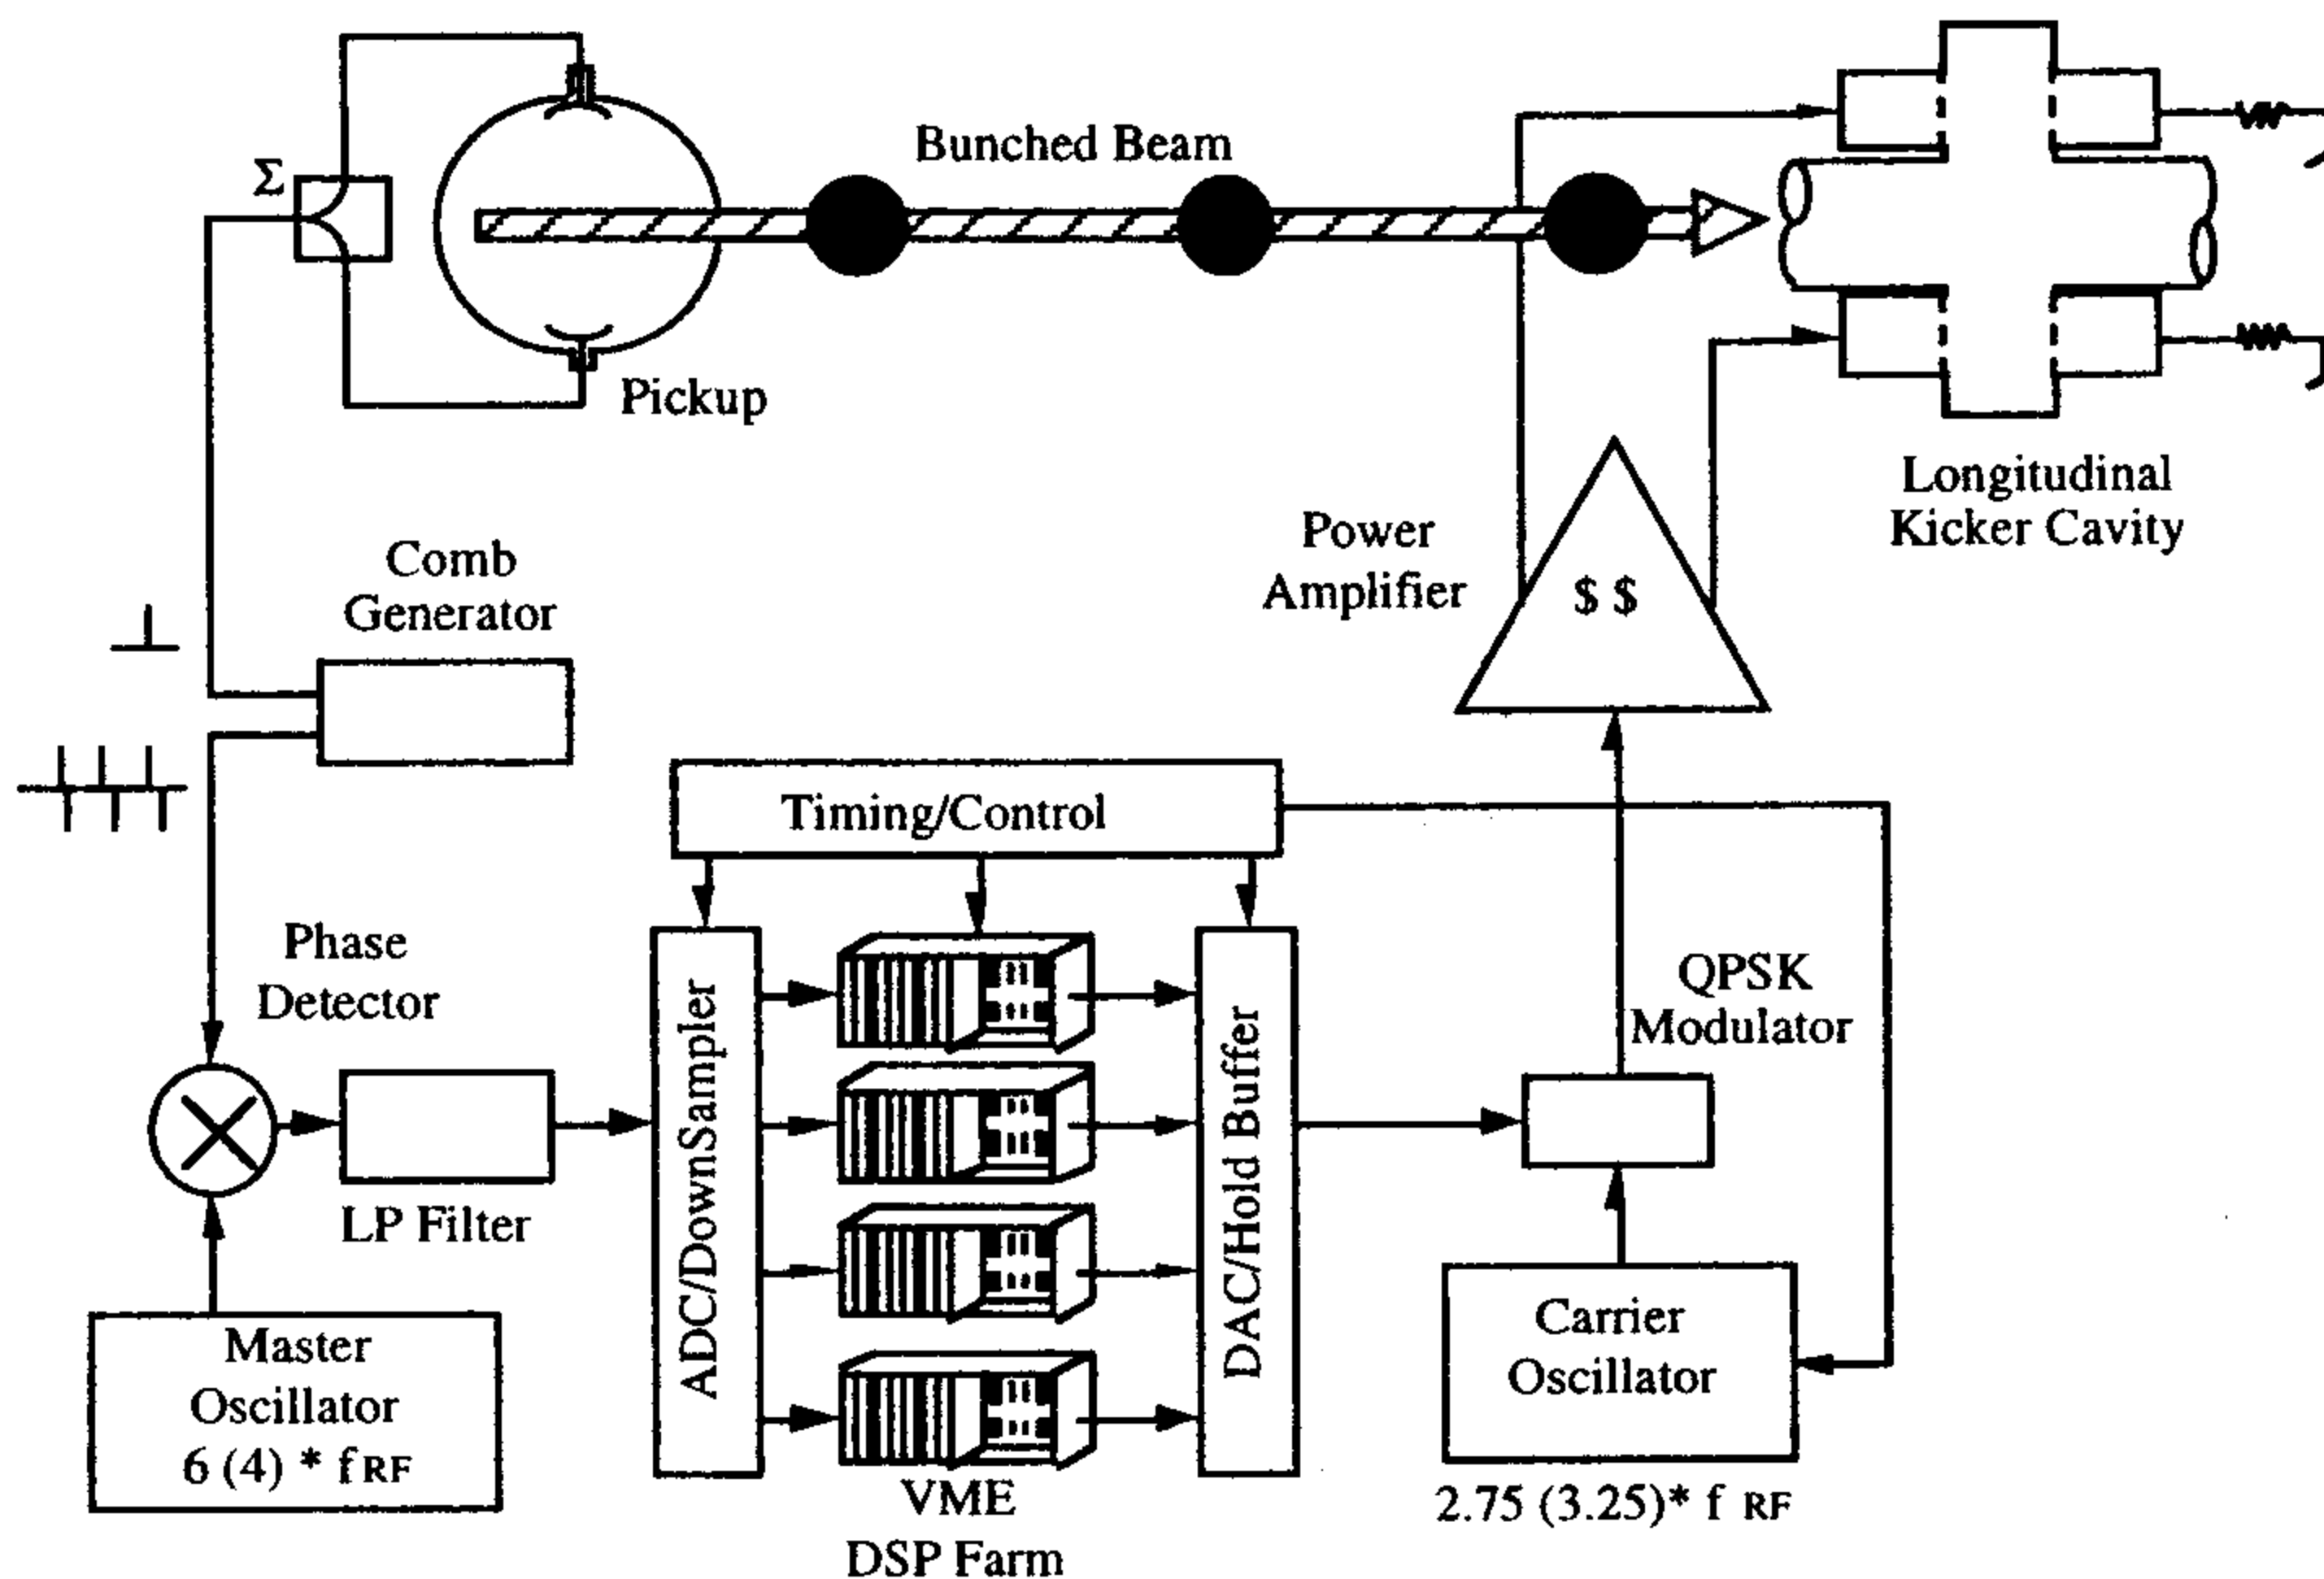 Σ
Bunched Beam
Pickup
Longitudinal
Kicker Cavity
Power
Amplifier
$ $
Comb
Generator
Timing/Control
Phase
Detector
QPSK
Modulator
ADC/DownSampler
DAC/Hold Buffer
LP Filter
Master
Oscillator
6 (4) * fRF
Carrier
Oscillator
2.75 (3.25)* f RF
VME
DSP Farm